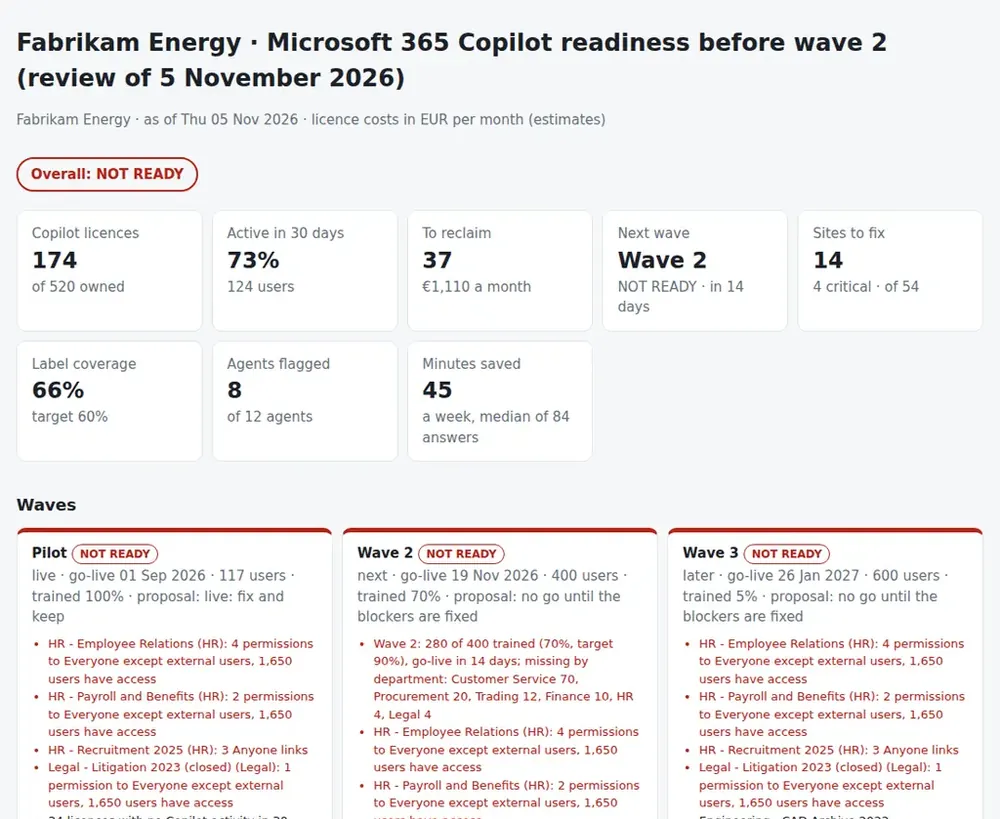 Fabrikam Energy · Microsoft 365 Copilot readiness before wave 2
(review of 5 November 2026)
Fabrikam Energy · as of Thu 05 Nov 2026 · licence costs in EUR per month (estimates)
Overall: NOT READY
Copilot licences
174
of 520 owned
Active in 30 days
73%
124 users
To reclaim
37
€1,110 a month
Next wave
Wave 2
NOT READY · in 14
days
Sites to fix
14
4 critical · of 54
Label coverage
66%
target 60%
Agents flagged
8
of 12 agents
Minutes saved
45
a week, median of 84
answers
Waves
Pilot NOT READY
live · go-live 01 Sep 2026 · 117 users ·
trained 100% · proposal: live: fix and
keep
• HR - Employee Relations (HR): 4 permissions
to Everyone except external users, 1,650
users have access
• HR - Payroll and Benefits (HR): 2 permissions
to Everyone except external users, 1,650
users have access
• HR - Recruitment 2025 (HR): 3 Anyone links
• Legal - Litigation 2023 (closed) (Legal): 1
permission to Everyone except external
users, 1,650 users have access
Wave 2 NOT READY
next · go-live 19 Nov 2026 · 400 users ·
trained 70% · proposal: no go until the
blockers are fixed
• Wave 2: 280 of 400 trained (70%, target
90%), go-live in 14 days; missing by
department: Customer Service 70,
Procurement 20, Trading 12, Finance 10, HR
4, Legal 4
• HR - Employee Relations (HR): 4 permissions
to Everyone except external users, 1,650
users have access
• HR - Payroll and Benefits (HR): 2 permissions
to Everyone except external users, 1,650
Wave 3 NOT READY
later · go-live 26 Jan 2027 · 600 users ·
trained 5% · proposal: no go until the
blockers are fixed
• HR - Employee Relations (HR): 4 permissions
to Everyone except external users, 1,650
users have access
• HR - Payroll and Benefits (HR): 2 permissions
to Everyone except external users, 1,650
users have access
• HR - Recruitment 2025 (HR): 3 Anyone links
• Legal - Litigation 2023 (closed) (Legal): 1
permission to Everyone except external
users, 1,650 users have access